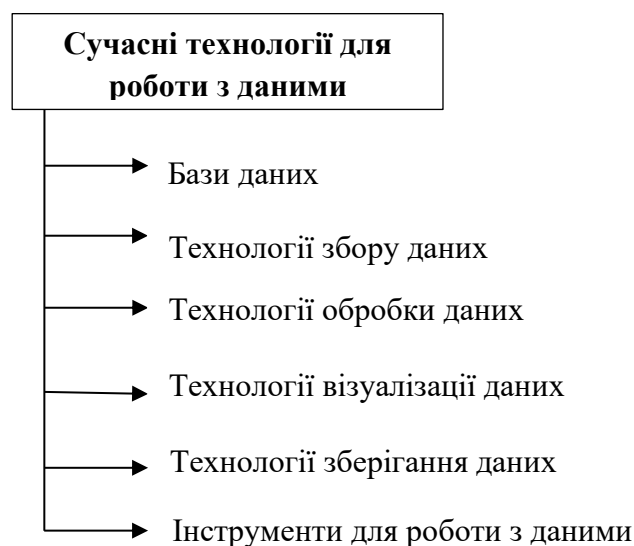 Сучасні технології для
роботи з даними
Бази даних
Технології збору даних
Технології обробки даних
Технології візуалізації даних
Технології зберігання даних
Інструменти для роботи з даними